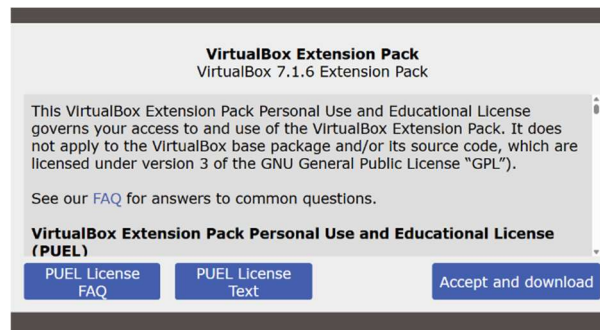 VirtualBox Extension Pack
VirtualBox 7.1.6 Extension Pack
This VirtualBox Extension Pack Personal Use and Educational License
governs your access to and use of the VirtualBox Extension Pack. It does
not apply to the VirtualBox base package and/or its source code, which are
licensed under version 3 of the GNU General Public License “GPL”).
See our FAQ for answers to common questions.
VirtualBox Extension Pack Personal Use and Educational License
(PUEL)
PUEL License
FAQ
PUEL License
Text
Accept and download